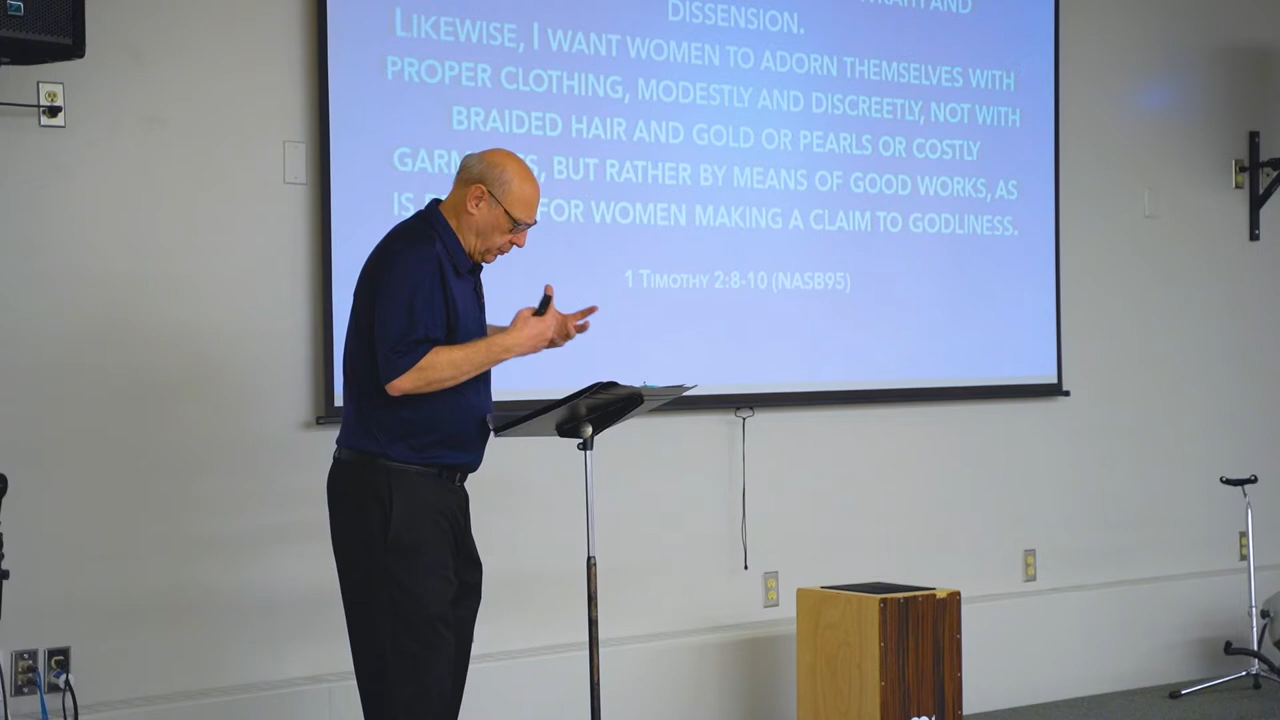 AND
DISSENSION.
LIKEWISE, I WANT WOMEN TO ADORN THEMSELVES WITH
PROPER CLOTHING, MODESTLY AND DISCREETLY, NOT WITH
BRAIDED HAIR AND GOLD OR PEARLS OR COSTLY
BUT RATHER BY MEANS OF GOOD WORKS, AS
IS FOR WOMEN MAKING A CLAIM TO GODLINESS.
1 TIMOTHY 2:8-10 (NASB95)